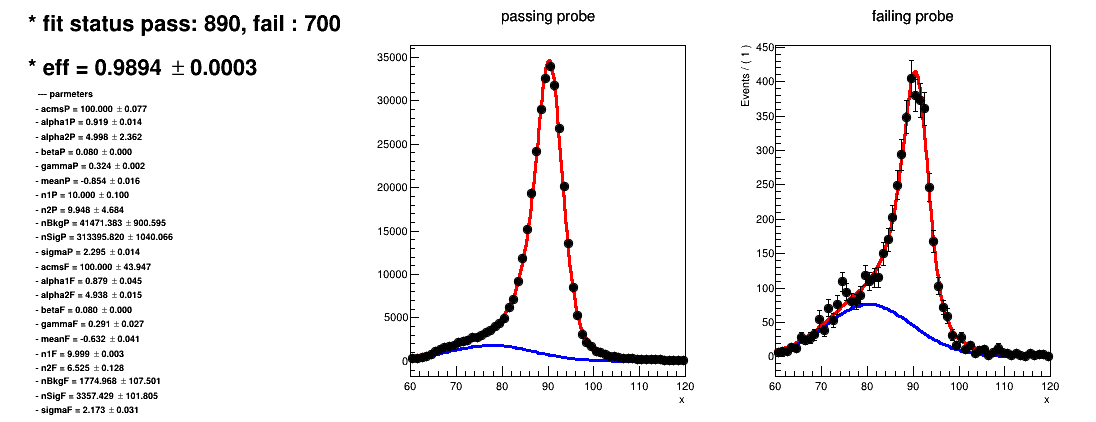 * fit status pass: 890, fail : 700
* eff = 0.9894 ± 0.0003
--- parmeters
- acmsP = 100.000 ± 0.077
- alpha1P = 0.919 ± 0.014
- alpha2P = 4.998 ± 2.362
- betaP = 0.080 ± 0.000
- gammaP = 0.324 ± 0.002
- meanP = -0.854 ± 0.016
- n1P = 10.000 ± 0.100
- n2P = 9.948 ± 4.684
- nBkgP = 41471.383 ± 900.595
- nSigP = 313395.820 ± 1040.066
- sigmaP = 2.295 ± 0.014
- acmsF = 100.000 ± 43.947
- alpha1F = 0.879 ± 0.045
- alpha2F = 4.938 ± 0.015
- betaF = 0.080 ± 0.000
- gammaF = 0.291 ± 0.027
- meanF = -0.632 ± 0.041
- n1F = 9.999 ± 0.003
- n2F = 6.525 ± 0.128
- nBkgF = 1774.968 ± 107.501
- nSigF = 3357.429 ± 101.805
- sigmaF = 2.173 ± 0.031
passing probe
35000
30000
25000
20000
15000
10000
5000
0
60 70 80 90 100 110 120
x
failing probe
Events / ( 1 )
450
400
350
300
250
200
150
100
50
0
60 70 80 90 100 110 120
x